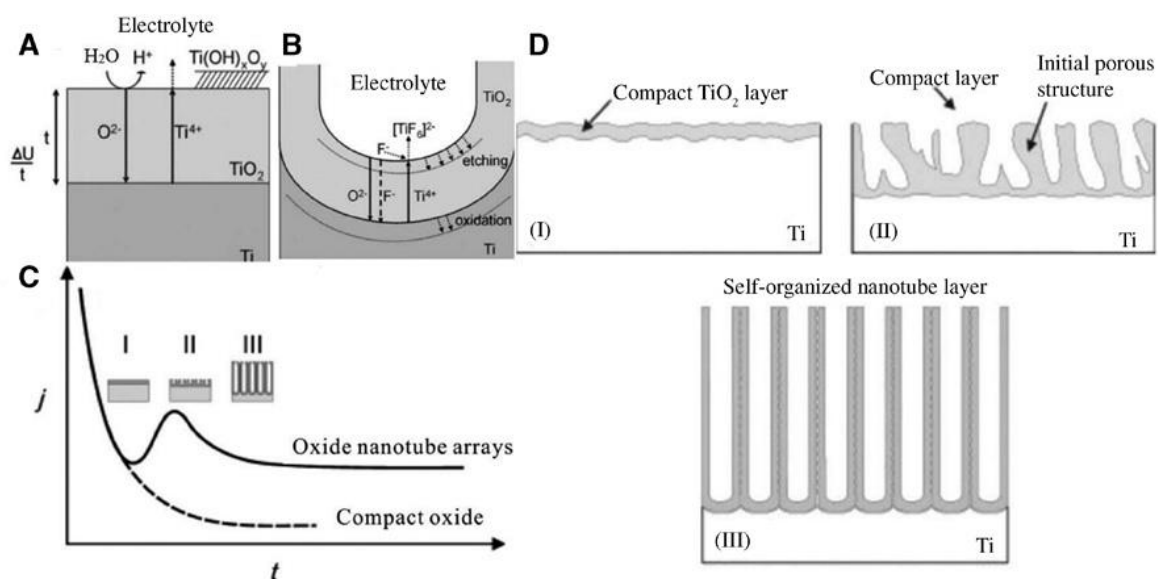 A
Electrolyte
H₂O
H⁺
Ti(OH)ₓOᵧ
t
ΔU
t
O²⁻
Ti⁴⁺
TiO₂
Ti
B
Electrolyte
TiO₂
[TiF₆]²⁻
F⁻
etching
O²⁻
F⁻
Ti⁴⁺
oxidation
Ti
C
I
II
III
j
Oxide nanotube arrays
Compact oxide
t
D
Compact TiO₂ layer
(I)
Ti
Compact layer
Initial porous
structure
(II)
Ti
Self-organized nanotube layer
(III)
Ti